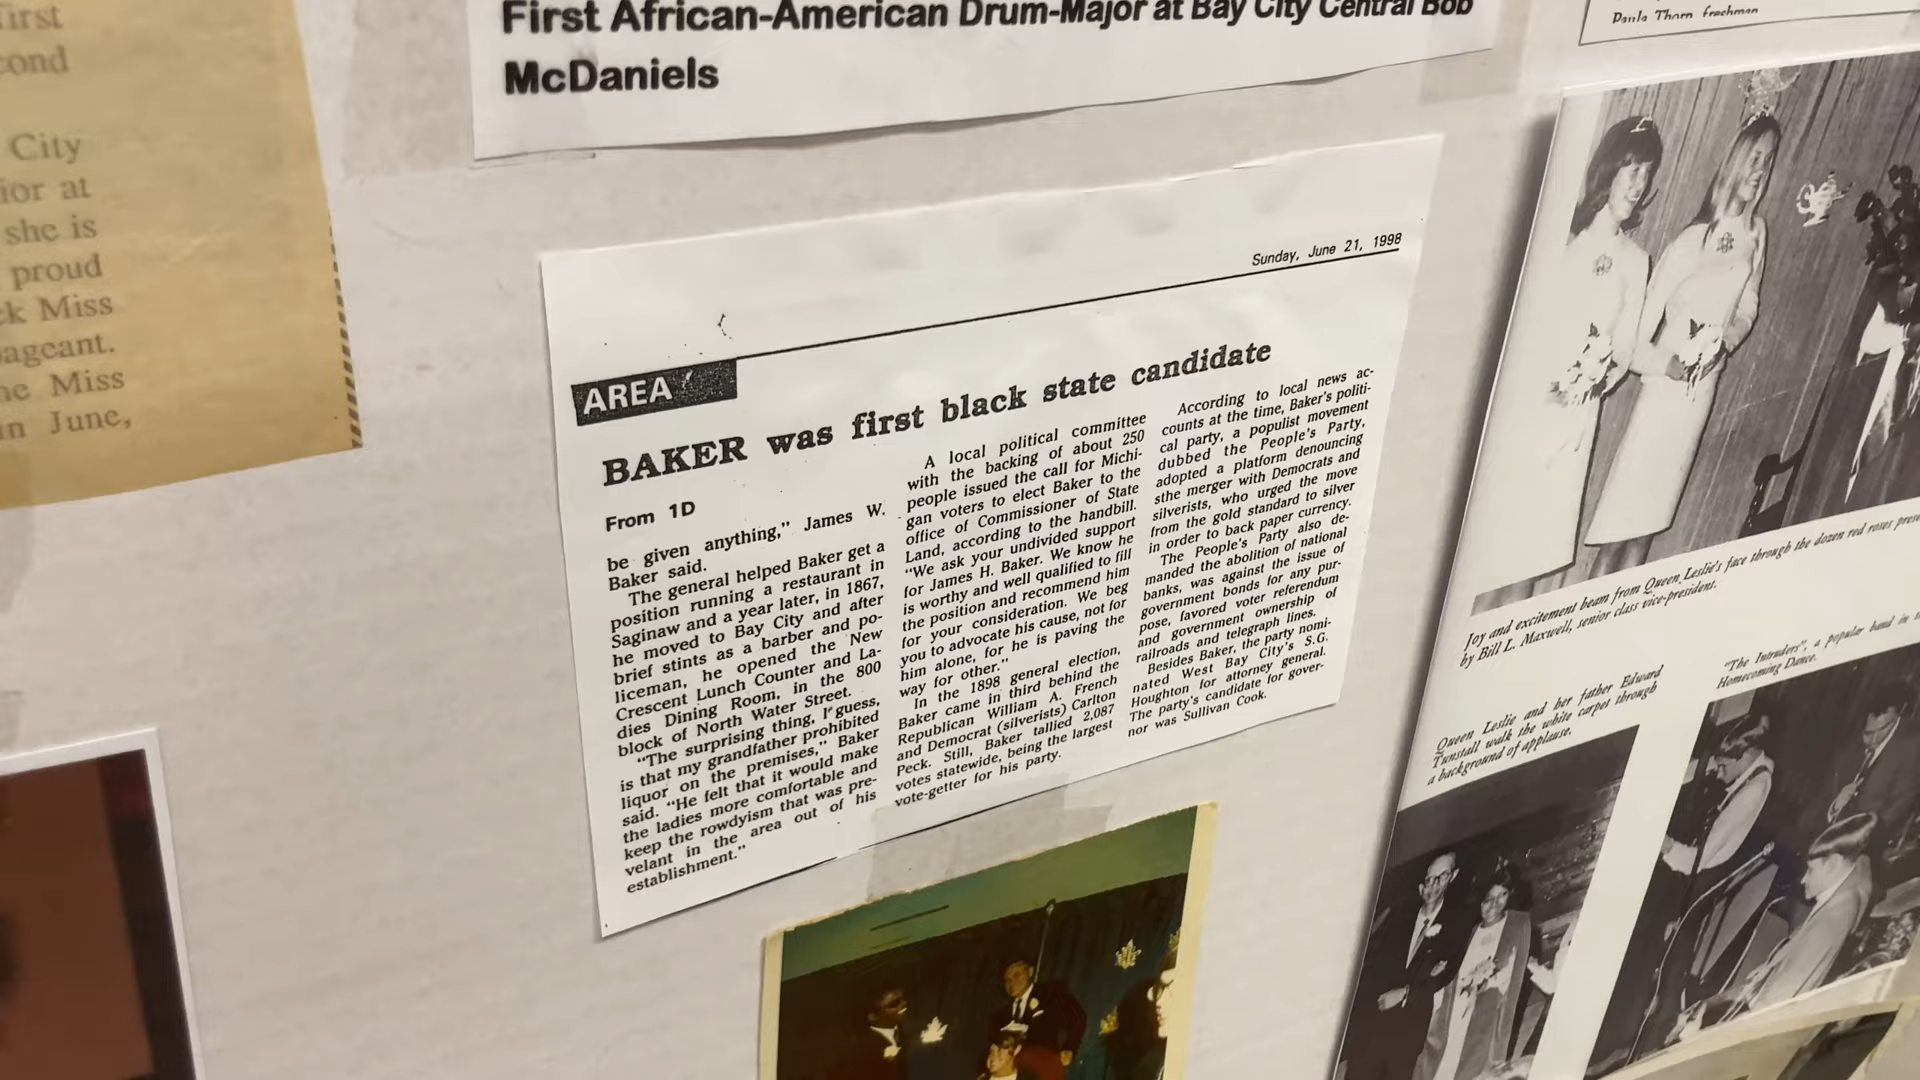 First African-American Drum-Major at Bay City Central Bob
McDaniels
Paula Thorn freshman
first
cond
City
ior at
she is
proud
ck Miss
pageant.
he Miss
in June,
Sunday, June 21, 1998
AREA
BAKER was first black state candidate
From 1D
be given anything," James W.
Baker said.
The general helped Baker get a
position running a restaurant in
Saginaw and a year later, in 1867,
he moved to Bay City and after
brief stints as a barber and po-
liceman, he opened the New
Crescent Lunch Counter and La-
dies Dining Room, in the 800
block of North Water Street.
"The surprising thing, I guess,
is that my grandfather prohibited
liquor on the premises," Baker
said. "He felt that it would make
the ladies more comfortable and
keep the rowdyism that was pre-
velant in the area out of his
establishment."
A local political committee
with the backing of about 250
people issued the call for Michi-
gan voters to elect Baker to the
office of Commissioner of State
Land, according to the handbill.
"We ask your undivided support
for James H. Baker. We know he
is worthy and well qualified to fill
the position and recommend him
for your consideration. We beg
you to advocate his cause, not for
him alone, for he is paving the
way for other."
In the 1898 general election,
Baker came in third behind the
Republican William A. French
and Democrat (silverists) Carlton
Peck. Still, Baker tallied 2,087
votes statewide, being the largest
vote-getter for his party.
According to local news ac-
counts at the time, Baker's politi-
cal party, a populist movement
dubbed the People's Party,
adopted a platform denouncing
sthe merger with Democrats and
silverists, who urged the move
from the gold standard to silver
in order to back paper currency.
The People's Party also de-
manded the abolition of national
banks, was against the issue of
government bonds for any pur-
pose, favored voter referendum
and government ownership of
railroads and telegraph lines.
Besides Baker, the party nomi-
nated West Bay City's S.G.
Houghton for attorney general.
The party's candidate for gover-
nor was Sullivan Cook.
Joy and excitement beam from Queen Leslie's face through the dozen red roses
by Bill L. Maxwell, senior class vice-president.
Queen Leslie and her father Edward
Tunstall walk the white carpet through
a background of applause.
"The Intruders", a popular band in
Homecoming Dance.